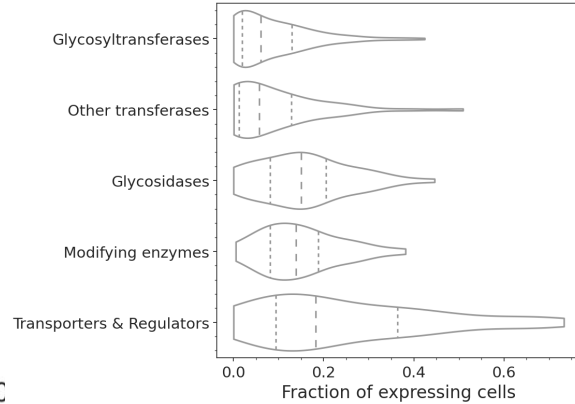 Glycosyltransferases
Other transferases
Glycosidases
Modifying enzymes
Transporters & Regulators
0.0 0.2 0.4 0.6
Fraction of expressing cells